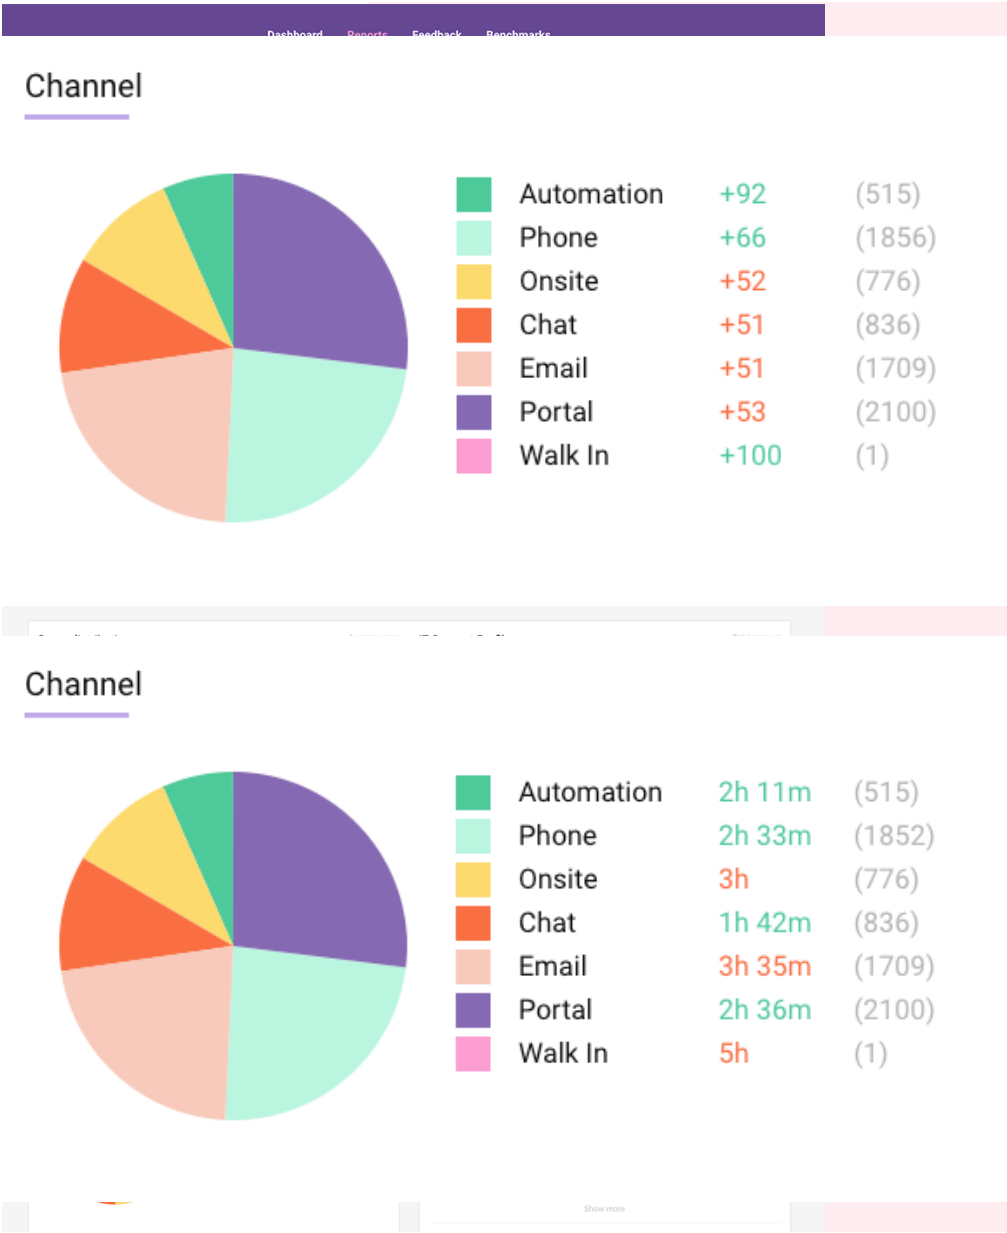 Dashboard Reports Feedback Benchmarks
Channel
Automation +92 (515)
Phone +66 (1856)
Onsite +52 (776)
Chat +51 (836)
Email +51 (1709)
Portal +53 (2100)
Walk In +100 (1)
Channel
Automation 2h 11m (515)
Phone 2h 33m (1852)
Onsite 3h (776)
Chat 1h 42m (836)
Email 3h 35m (1709)
Portal 2h 36m (2100)
Walk In 5h (1)
Show more